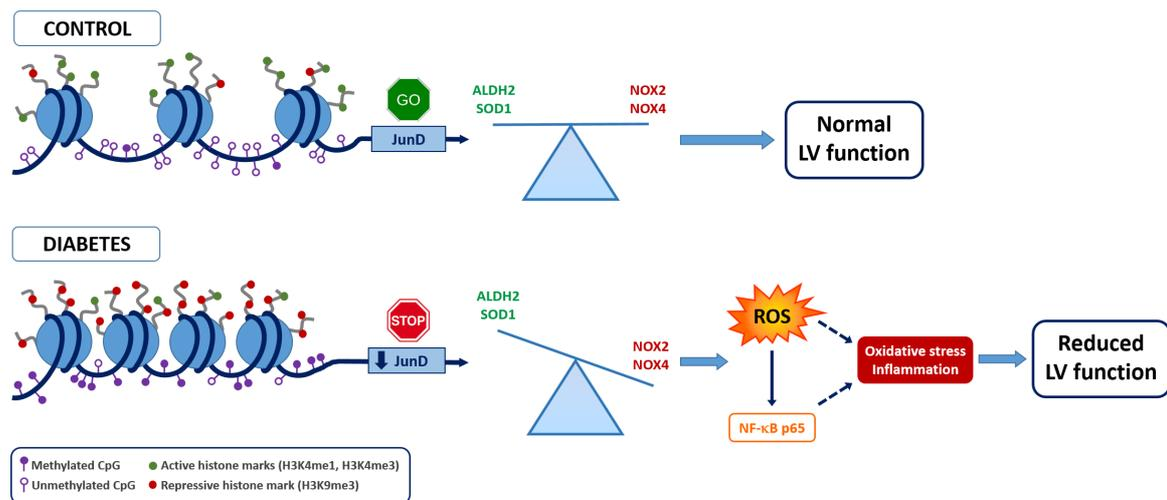 CONTROL
GO
JunD
ALDH2
SOD1
NOX2
NOX4
Normal
LV function
DIABETES
STOP
JunD
ALDH2
SOD1
NOX2
NOX4
ROS
NF-κB p65
Oxidative stress
Inflammation
Reduced
LV function
Methylated CpG
Active histone marks (H3K4me1, H3K4me3)
Unmethylated CpG
Repressive histone mark (H3K9me3)